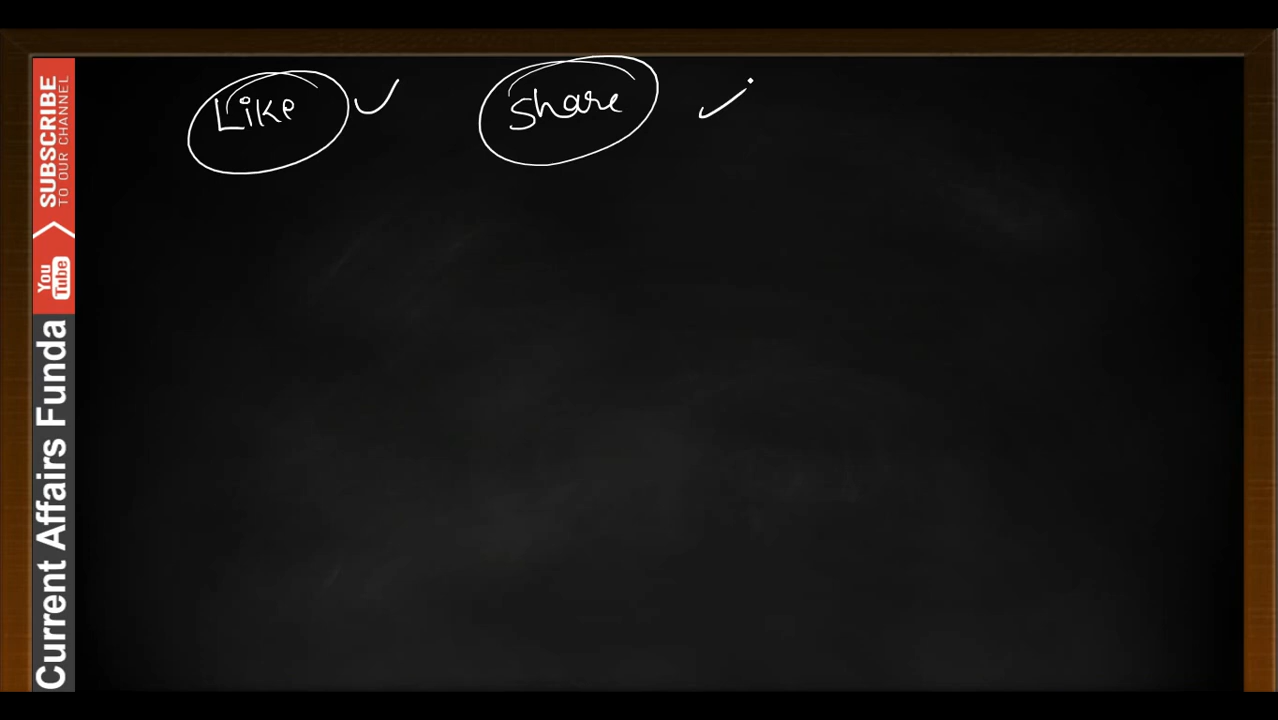 Like ✓ Share ✓
SUBSCRIBE
TO OUR CHANNEL
You
Tube
Current Affairs Funda